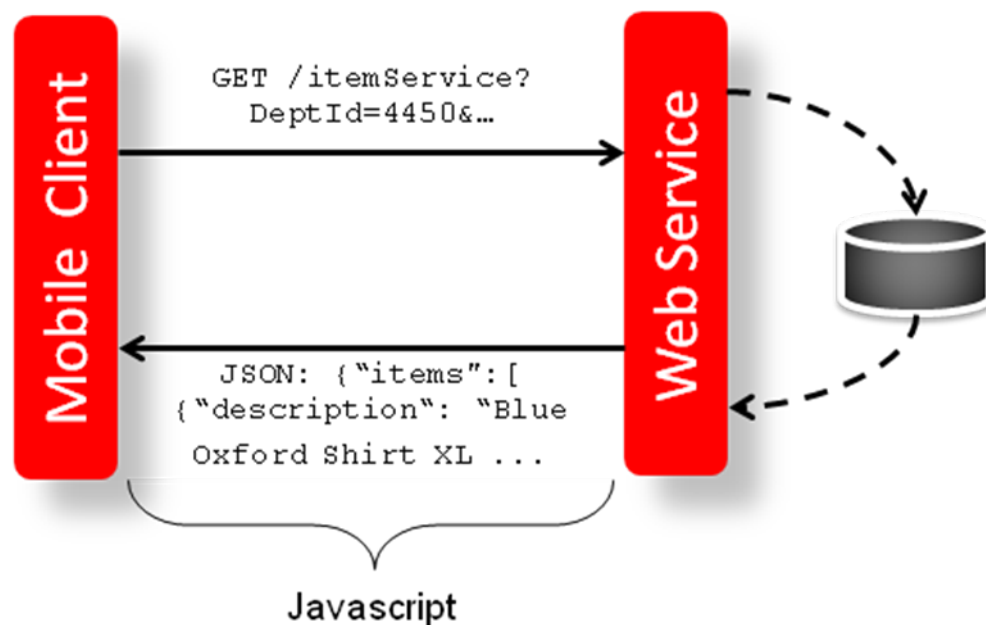 Mobile Client
GET /itemService?
DeptId=4450&…
Web Service
JSON: {“items”:[
{“description“: “Blue
Oxford Shirt XL ...
Javascript